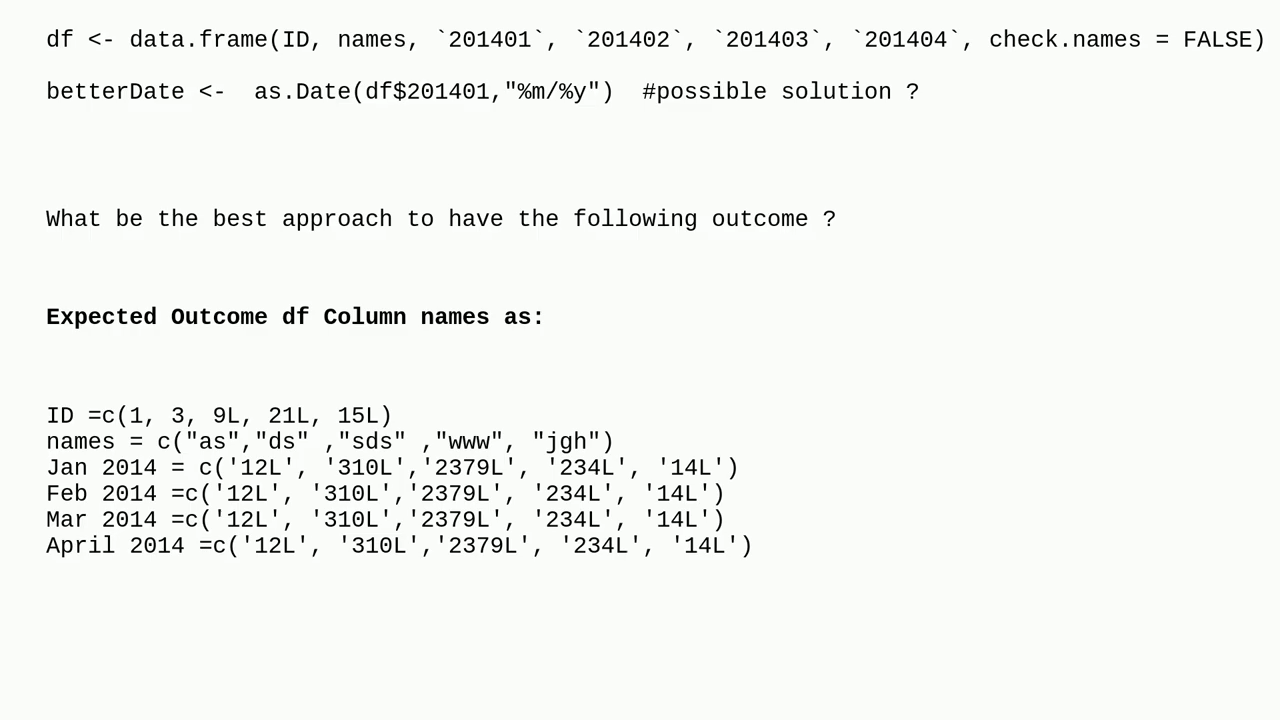 df <- data.frame(ID, names, `201401`, `201402`, `201403`, `201404`, check.names = FALSE)
betterDate <-  as.Date(df$201401,"%m/%y")  #possible solution ?
What be the best approach to have the following outcome ?
Expected Outcome df Column names as:
ID =c(1, 3, 9L, 21L, 15L)
names = c("as","ds" ,"sds" ,"www", "jgh")
Jan 2014 = c('12L', '310L','2379L', '234L', '14L')
Feb 2014 =c('12L', '310L','2379L', '234L', '14L')
Mar 2014 =c('12L', '310L','2379L', '234L', '14L')
April 2014 =c('12L', '310L','2379L', '234L', '14L')